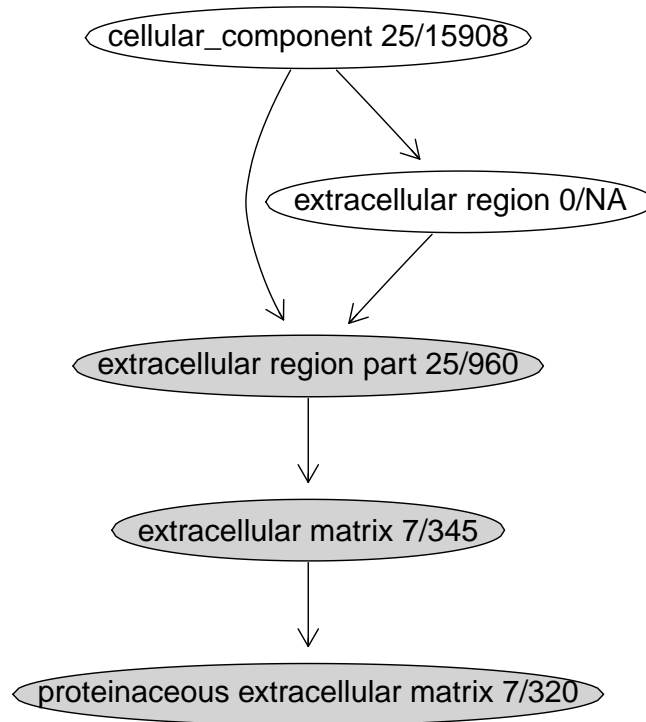 cellular_component 25/15908
extracellular region 0/NA
extracellular region part 25/960
extracellular matrix 7/345
proteinaceous extracellular matrix 7/320